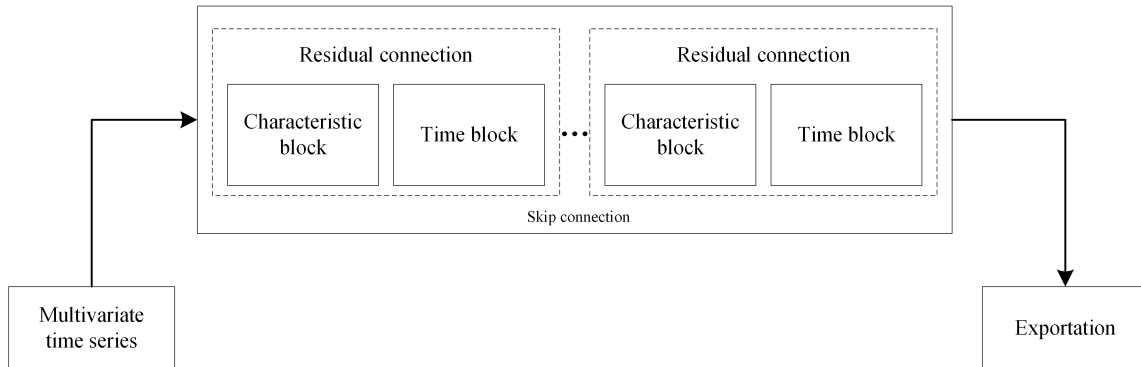 Residual connection
Residual connection
Characteristic
block
Time block
...
Characteristic
block
Time block
Skip connection
Multivariate
time series
Exportation